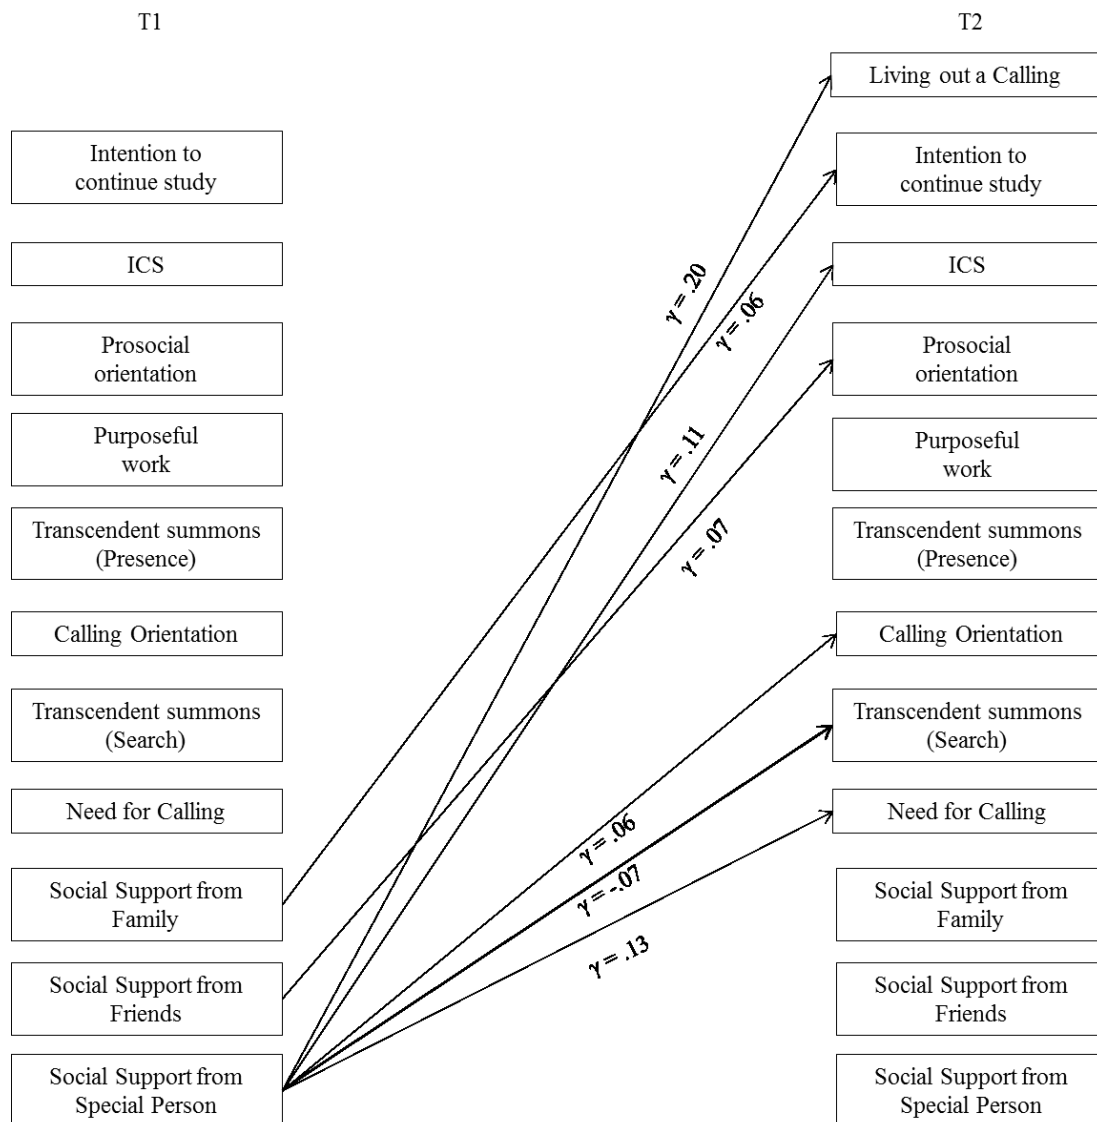 T1
T2
Living out a Calling
Intention to
continue study
Intention to
continue study
ICS
ICS
γ = .20
γ = .06
Prosocial
orientation
Prosocial
orientation
Purposeful
work
Purposeful
work
γ = .11
Transcendent summons
(Presence)
Transcendent summons
(Presence)
γ = .07
Calling Orientation
Calling Orientation
Transcendent summons
(Search)
Transcendent summons
(Search)
Need for Calling
Need for Calling
γ = .06
γ = -.07
γ = .13
Social Support from
Family
Social Support from
Family
Social Support from
Friends
Social Support from
Friends
Social Support from
Special Person
Social Support from
Special Person